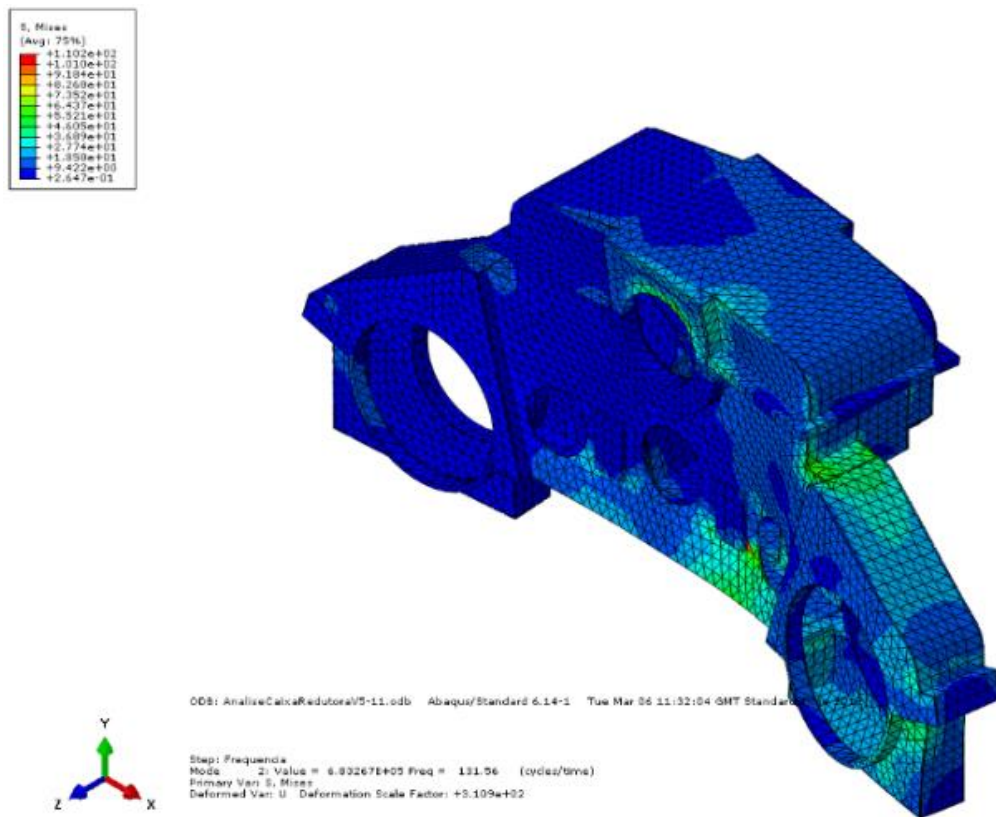 S, Mises
(Avg: 75%)
+1.102e+02
+1.010e+02
+9.184e+01
+8.268e+01
+7.352e+01
+6.437e+01
+5.521e+01
+4.605e+01
+3.689e+01
+2.774e+01
+1.858e+01
+9.422e+00
+2.647e-01
ODB: AnaliseCaixaRedutoraV5-11.odb Abaqus/Standard 6.14-1 Tue Mar 06 11:32:04 GMT Standard
Y
Z
X
Step: Frequencia
Mode 2: Value = 6.83267E+05 Freq = 131.56 (cycles/time)
Primary Var: S, Mises
Deformed Var: U Deformation Scale Factor: +3.109e+02